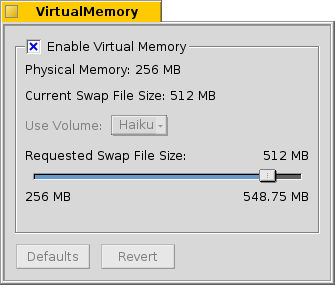 VirtualMemory
Enable Virtual Memory
Physical Memory: 256 MB
Current Swap File Size: 512 MB
Use Volume: Haiku
Requested Swap File Size: 512 MB
256 MB 548.75 MB
Defaults Revert